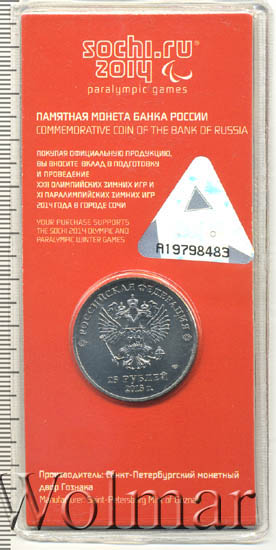 sochi.ru
2014
paralympic games
ПАМЯТНАЯ МОНЕТА БАНКА РОССИИ
COMMEMORATIVE COIN OF THE BANK OF RUSSIA
ПОКУПАЯ ОФИЦИАЛЬНУЮ ПРОДУКЦИЮ,
ВЫ ВНОСИТЕ ВКЛАД В ПОДГОТОВКУ
И ПРОВЕДЕНИЕ
XXII ОЛИМПИЙСКИХ ЗИМНИХ ИГР И
XI ПАРАЛИМПИЙСКИХ ЗИМНИХ ИГР
2014 ГОДА В ГОРОДЕ СОЧИ
YOUR PURCHASE SUPPORTS
THE SOCHI 2014 OLYMPIC AND
PARALYMPIC WINTER GAMES
A19798483
РОССИЙСКАЯ ФЕДЕРАЦИЯ
25 РУБЛЕЙ
2013 г.
Производитель: Санкт-Петербургский монетный
двор Гознака
Manufacturer: Saint-Petersburg Mint of Goznak
Wolmar